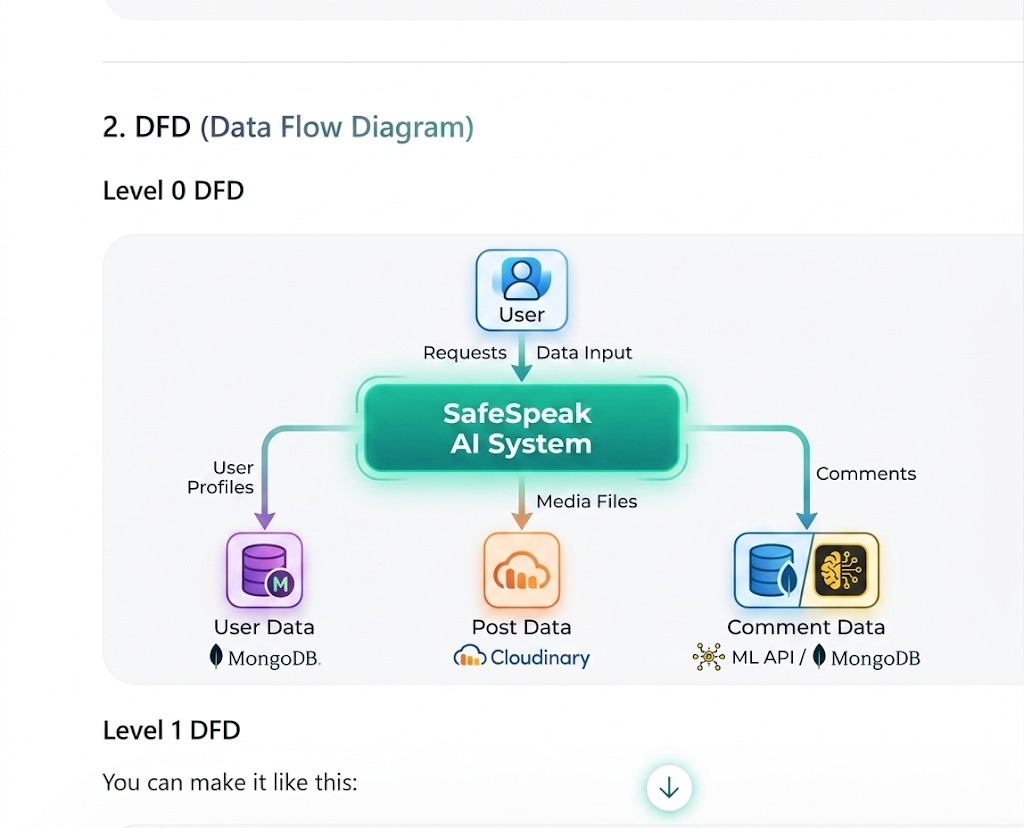 2. DFD (Data Flow Diagram)
Level 0 DFD
User
Requests
Data Input
SafeSpeak
AI System
User
Profiles
Media Files
Comments
M
User Data
MongoDB.
Post Data
Cloudinary
Comment Data
ML API / MongoDB
Level 1 DFD
You can make it like this: